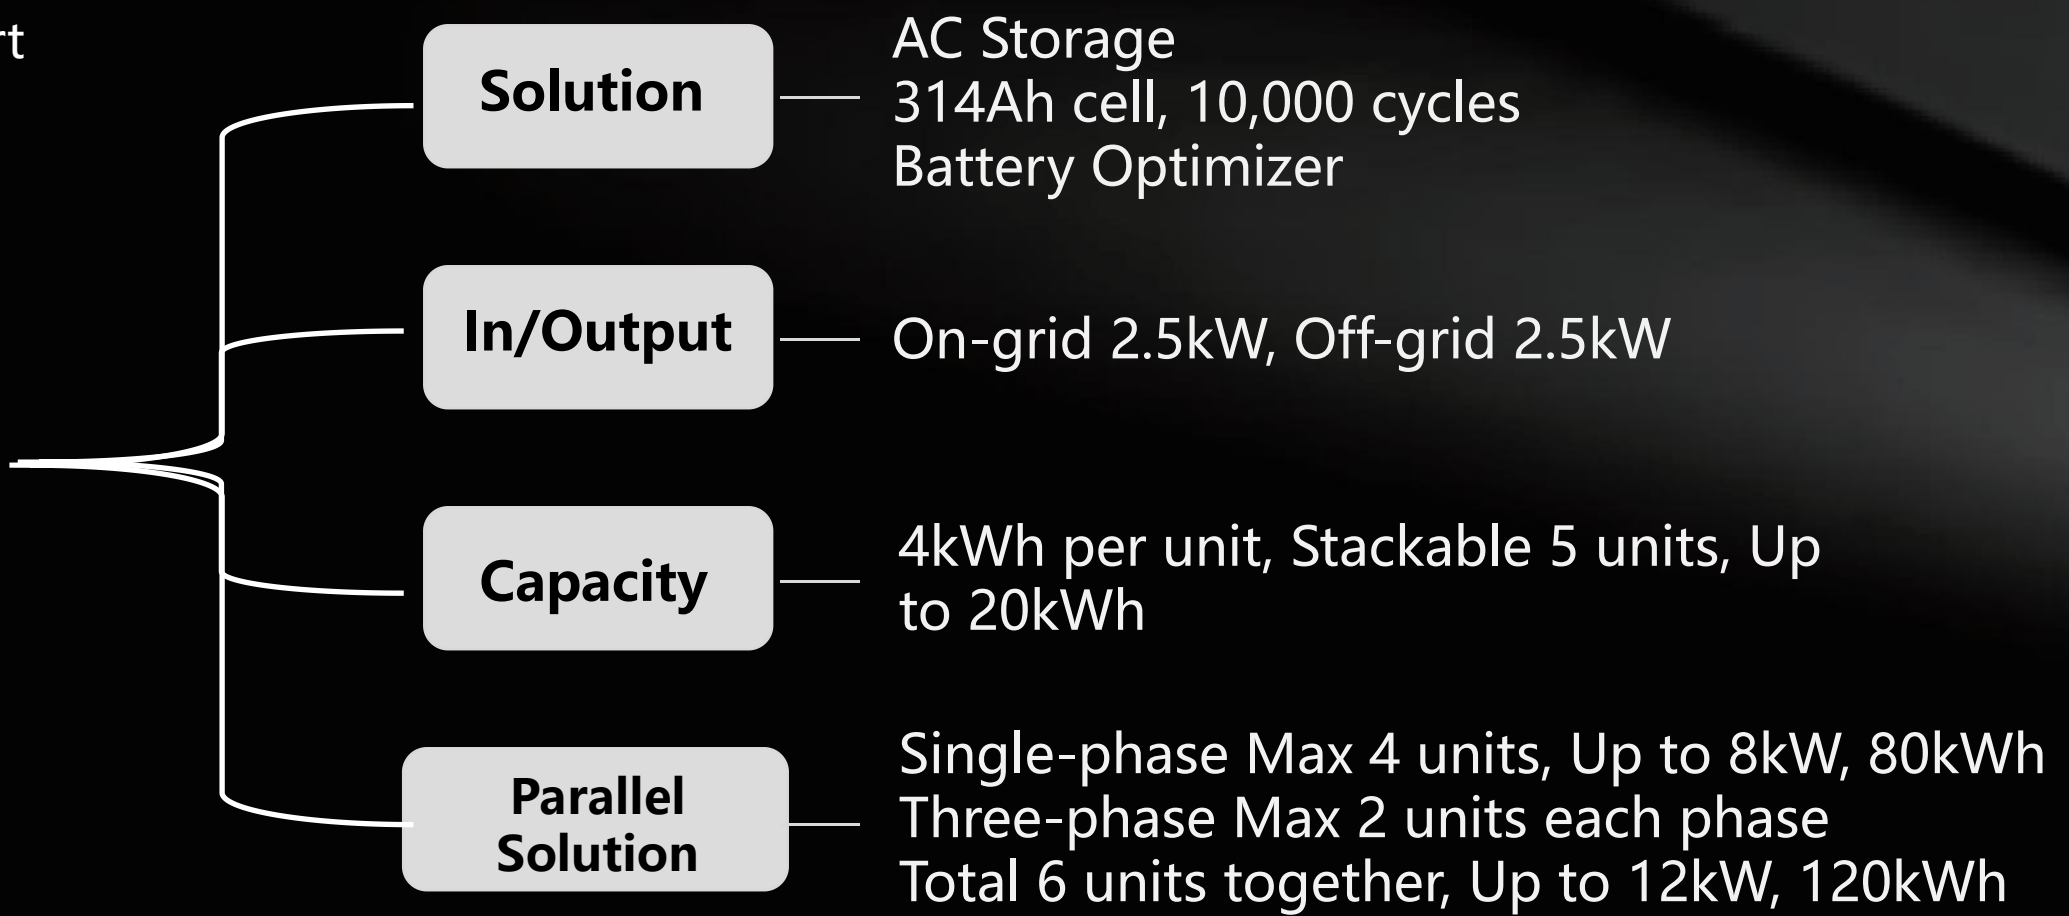 Solution
AC Storage
314Ah cell, 10,000 cycles
Battery Optimizer
In/Output
On-grid 2.5kW, Off-grid 2.5kW
Capacity
4kWh per unit, Stackable 5 units, Up
to 20kWh
Parallel
Solution
Single-phase Max 4 units, Up to 8kW, 80kWh
Three-phase Max 2 units each phase
Total 6 units together, Up to 12kW, 120kWh